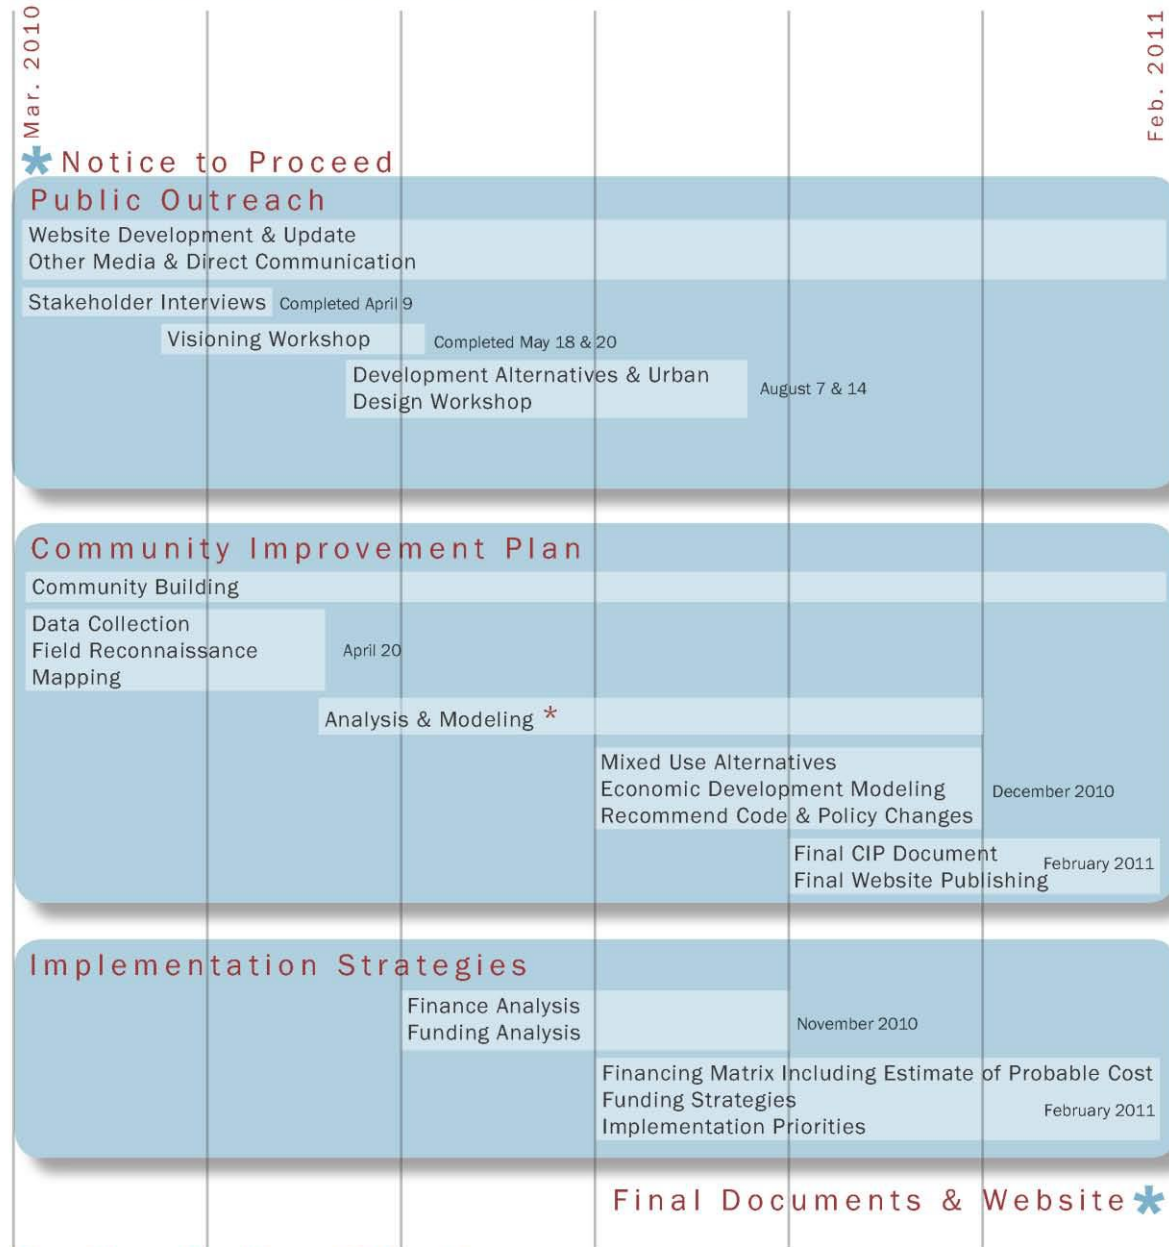 Mar. 2010
Feb. 2011
* Notice to Proceed
Public Outreach
Website Development & Update
Other Media & Direct Communication
Stakeholder Interviews Completed April 9
Visioning Workshop Completed May 18 & 20
Development Alternatives & Urban
Design Workshop
August 7 & 14
Community Improvement Plan
Community Building
Data Collection
Field Reconnaissance
Mapping
April 20
Analysis & Modeling *
Mixed Use Alternatives
Economic Development Modeling
Recommend Code & Policy Changes
December 2010
Final CIP Document
Final Website Publishing
February 2011
Implementation Strategies
Finance Analysis
Funding Analysis
November 2010
Financing Matrix Including Estimate of Probable Cost
Funding Strategies
Implementation Priorities
February 2011
Final Documents & Website *